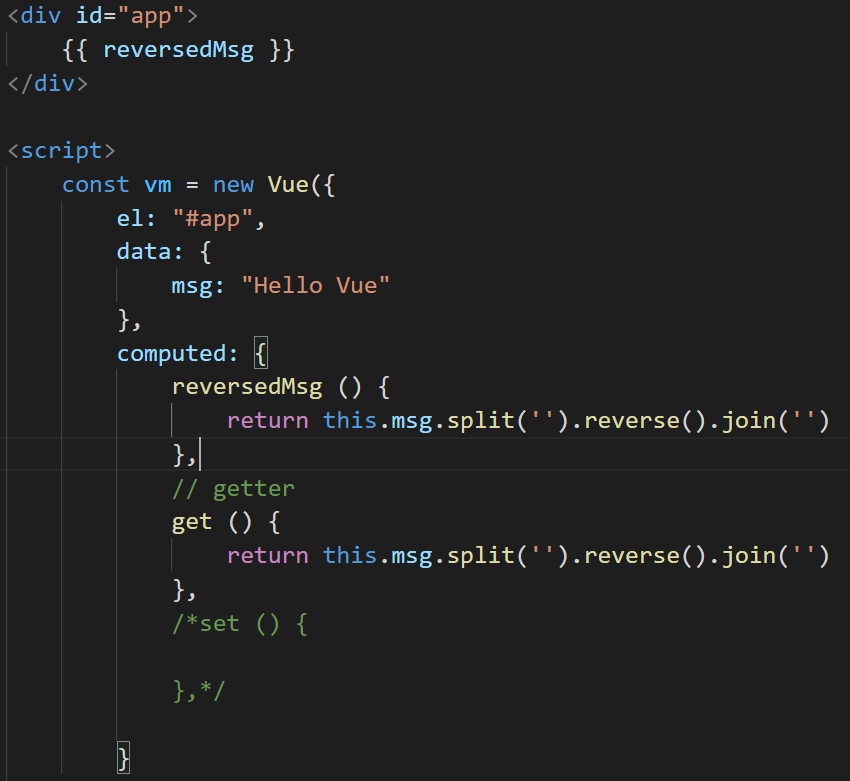 <div id="app">
    {{ reversedMsg }}
</div>

<script>
    const vm = new Vue({
        el: "#app",
        data: {
            msg: "Hello Vue"
        },
        computed: {
            reversedMsg () {
                return this.msg.split('').reverse().join('')
            },
            // getter
            get () {
                return this.msg.split('').reverse().join('')
            },
            /*set () {

            },*/

        }